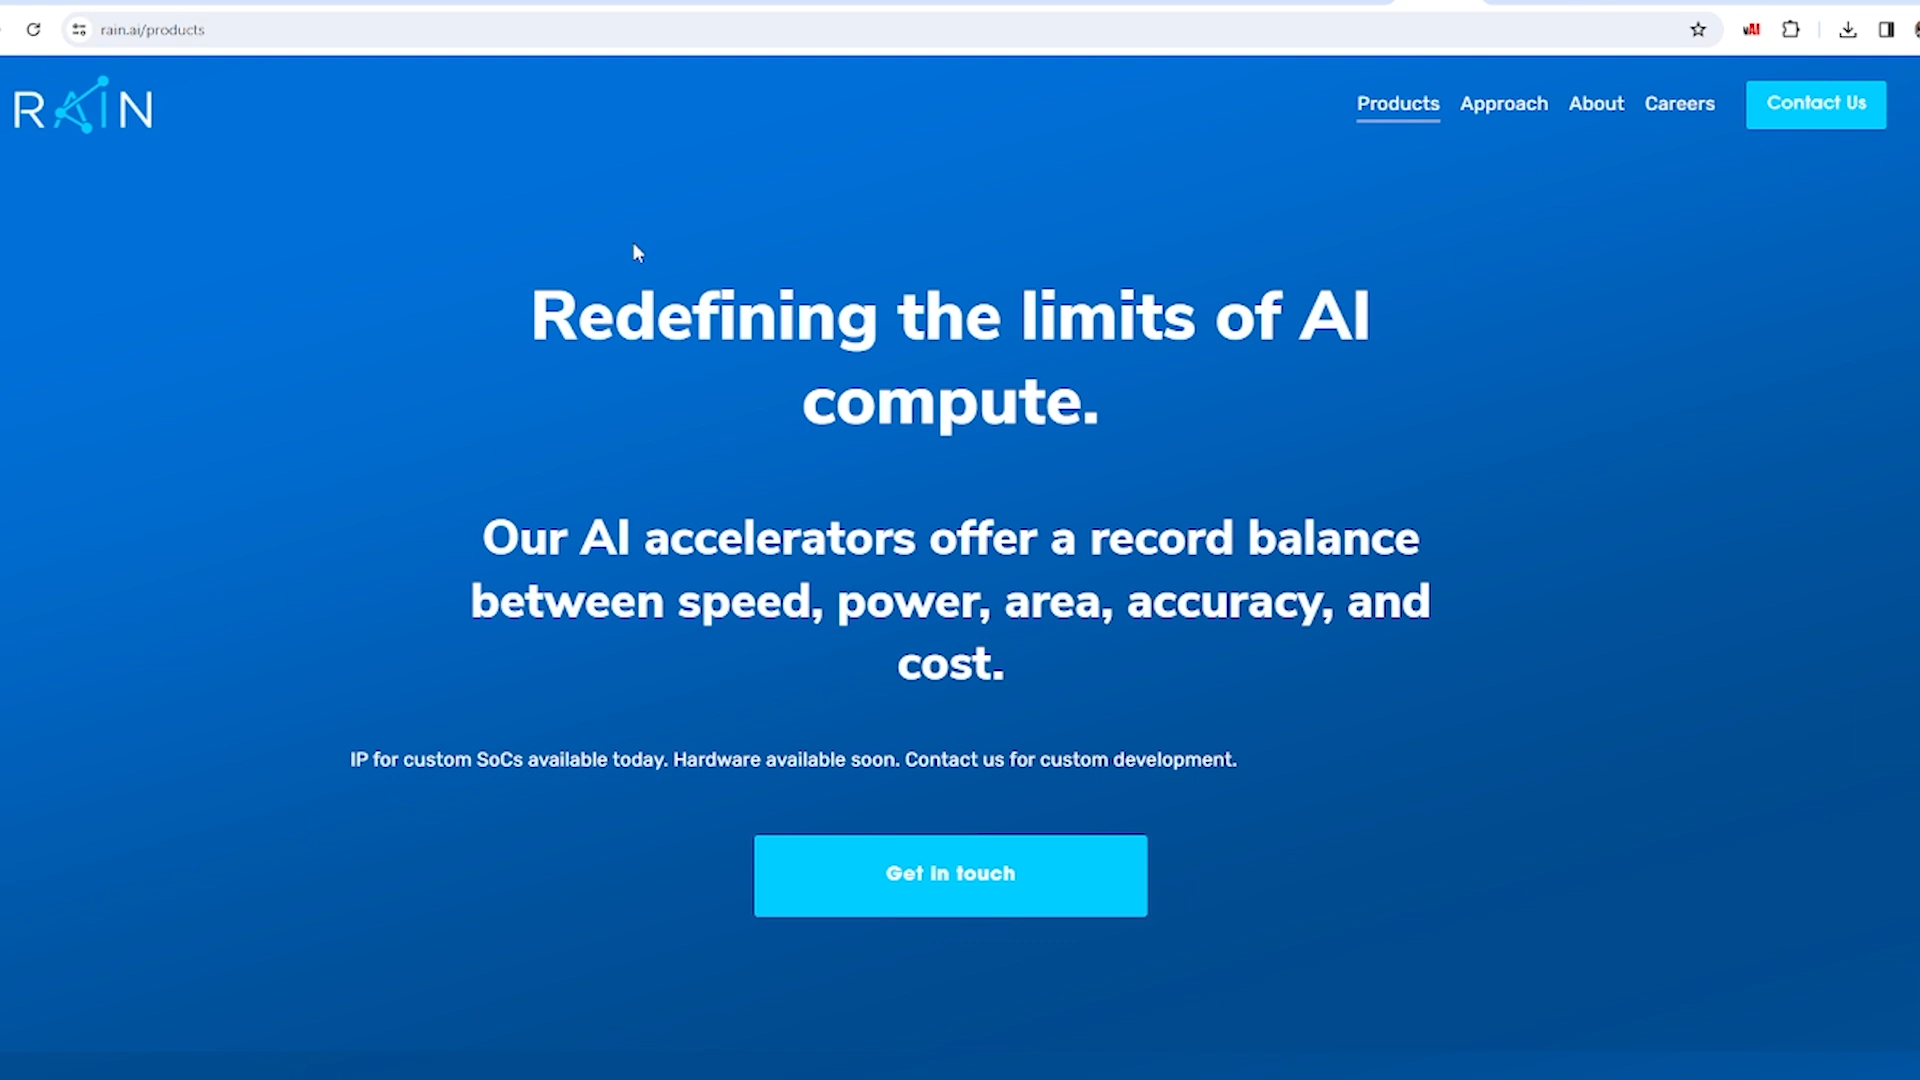 rain.ai/products
RAIN
Products Approach About Careers Contact Us
Redefining the limits of AI
compute.
Our AI accelerators offer a record balance
between speed, power, area, accuracy, and
cost.
IP for custom SoCs available today. Hardware available soon. Contact us for custom development.
Get in touch